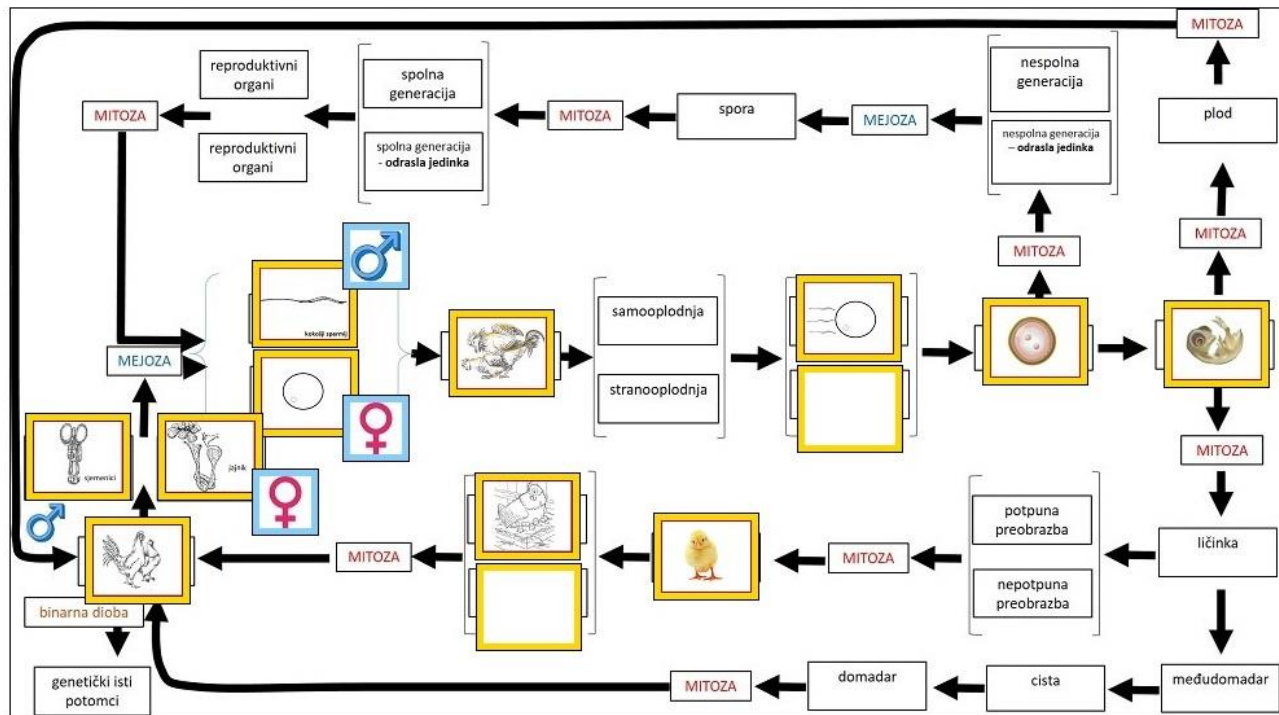 MITOZA
reproduktivni
organi
spolna
generacija
nespolna
generacija
MITOZA
MITOZA
spora
MEJOZA
plod
reproduktivni
organi
spolna generacija
- odrasla jedinka
nespolna generacija
– odrasla jedinka
MITOZA
MITOZA
kokošji spermij
samooplodnja
MEJOZA
stranooplodnja
sjemenici
jajnik
MITOZA
potpuna
preobrazba
MITOZA
MITOZA
ličinka
nepotpuna
preobrazba
binarna dioba
genetički isti
potomci
MITOZA
domadar
cista
međudomadar